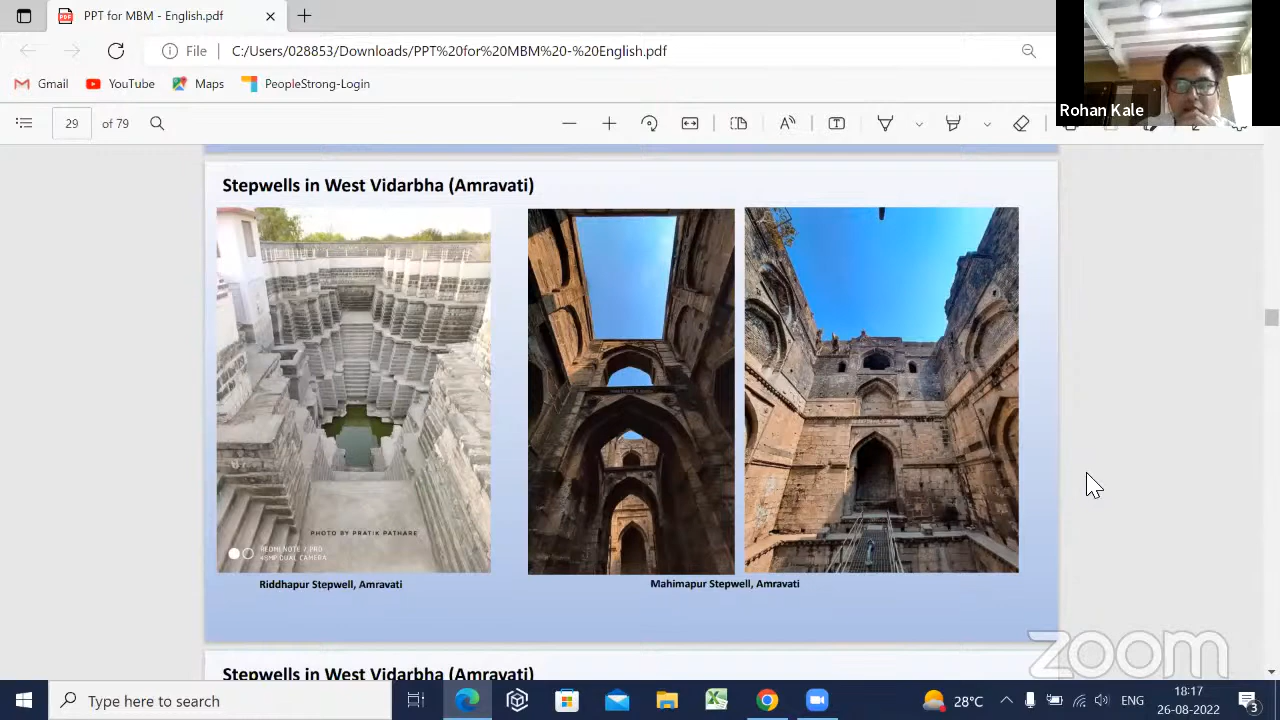 PPT for MBM - English.pdf
File
C:/Users/028853/Downloads/PPT%20for%20MBM%20-%20English.pdf
Gmail
YouTube
Maps
PeopleStrong-Login
Rohan Kale
29
of 79
Stepwells in West Vidarbha (Amravati)
PHOTO BY PRATIK PATHARE
REDMI NOTE 7 PRO
48MP DUAL CAMERA
Riddhapur Stepwell, Amravati
Mahimapur Stepwell, Amravati
zoom
Stepwells in West Vidarbha (Amravati)
Type here to search
28°C
ENG
18:17
26-08-2022
3